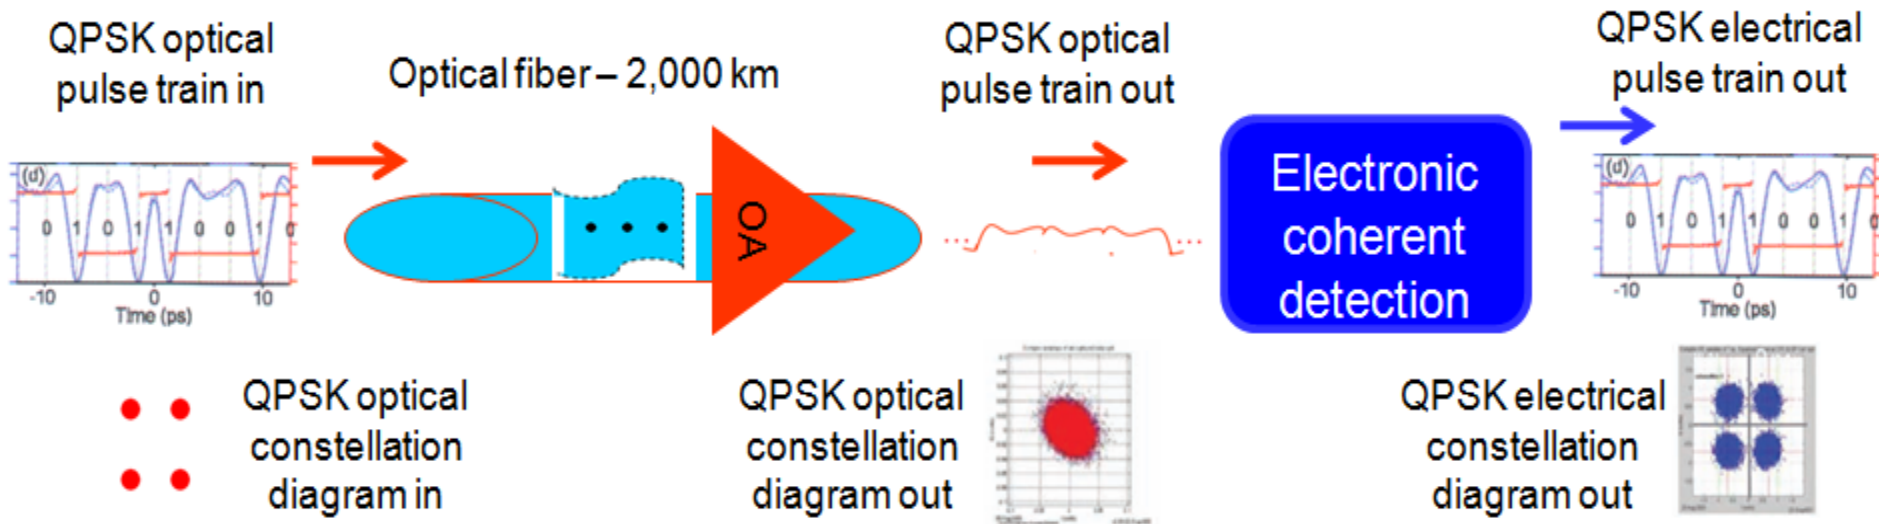 QPSK optical
pulse train in
Optical fiber – 2,000 km
QPSK optical
pulse train out
QPSK electrical
pulse train out
(d)
0 1 0 1 1 0 0 1 0
-10 0 10
Time (ps)
OA
Electronic
coherent
detection
(d)
0 1 0 1 1 0 0 1 0
-10 0 10
Time (ps)
QPSK optical
constellation
diagram in
QPSK optical
constellation
diagram out
QPSK electrical
constellation
diagram out